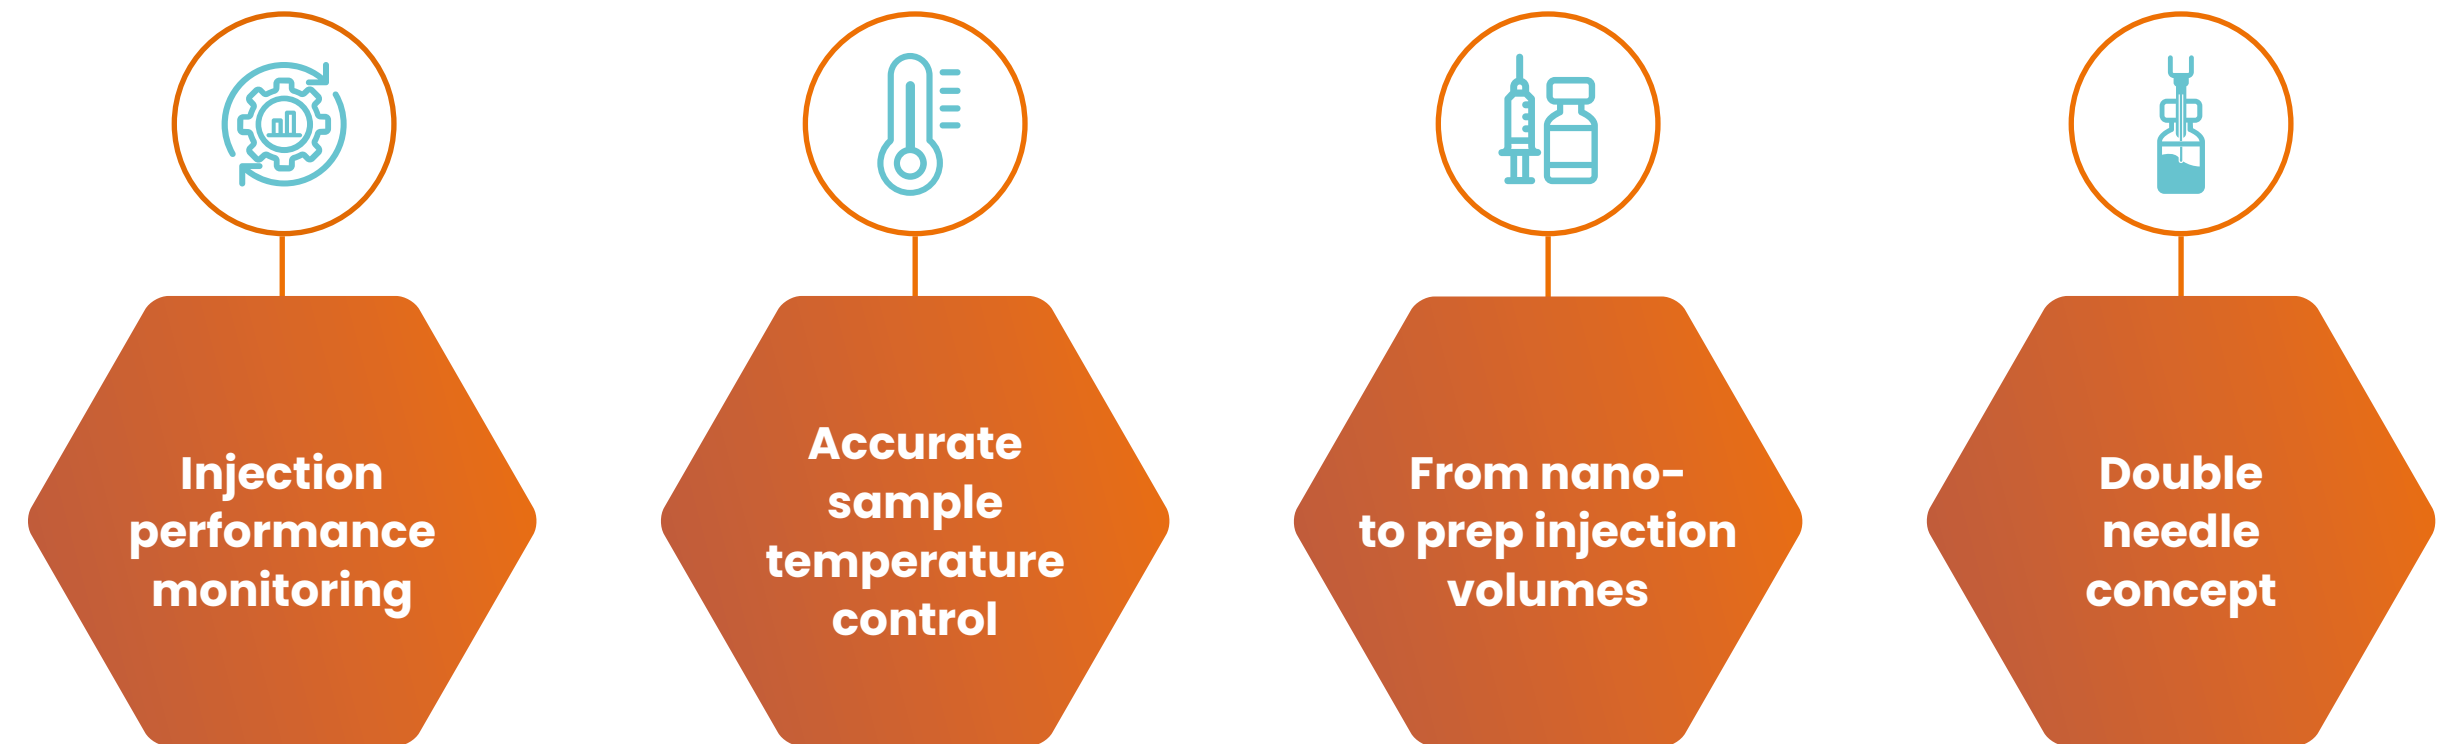 Injection
performance
monitoring
Accurate
sample
temperature
control
From nano-
to prep injection
volumes
Double
needle
concept